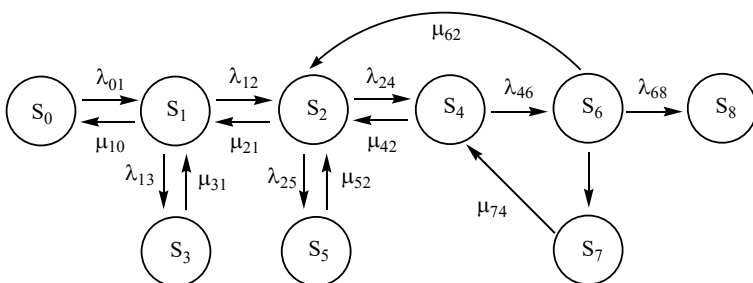 μ₆₂
λ₀₁ λ₁₂ λ₂₄ λ₄₆ λ₆₈
S₀ S₁ S₂ S₄ S₆ S₈
μ₁₀ μ₂₁ μ₄₂
λ₁₃ μ₃₁ λ₂₅ μ₅₂
μ₇₄
S₃ S₅ S₇